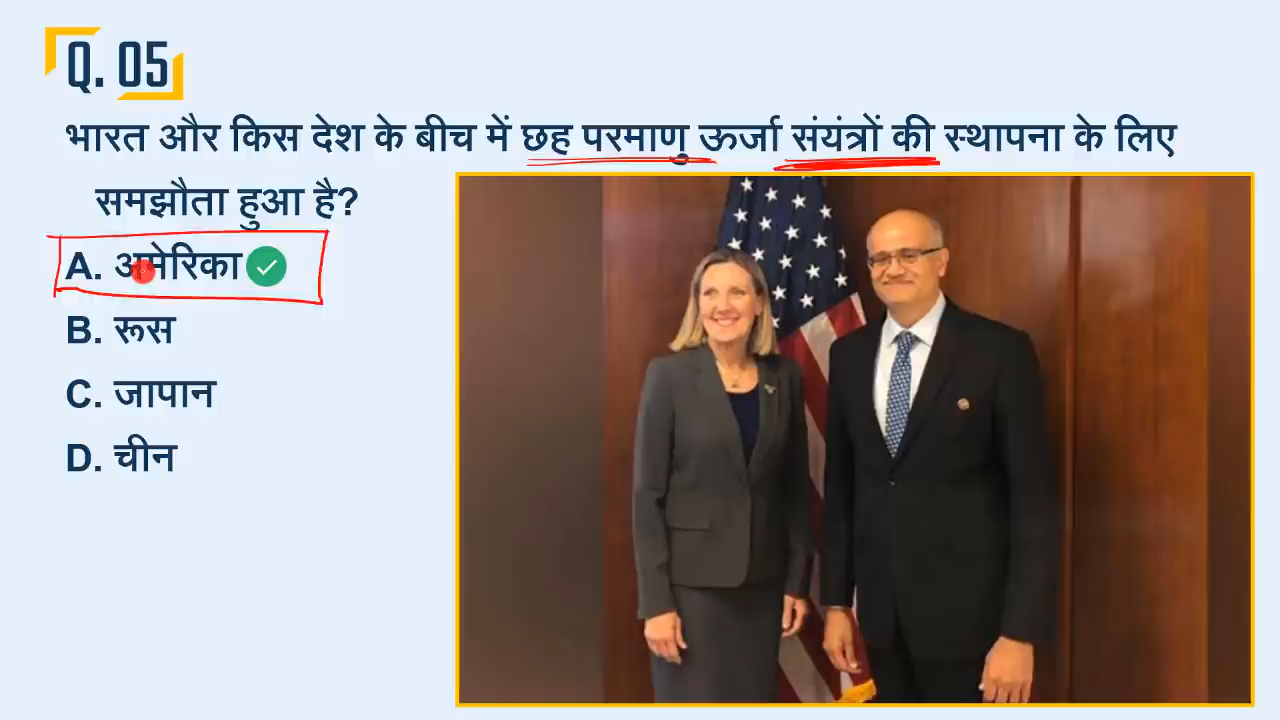 Q. 05
भारत और किस देश के बीच में छह परमाणु ऊर्जा संयंत्रों की स्थापना के लिए
समझौता हुआ है?
A. अमेरिका
B. रूस
C. जापान
D. चीन